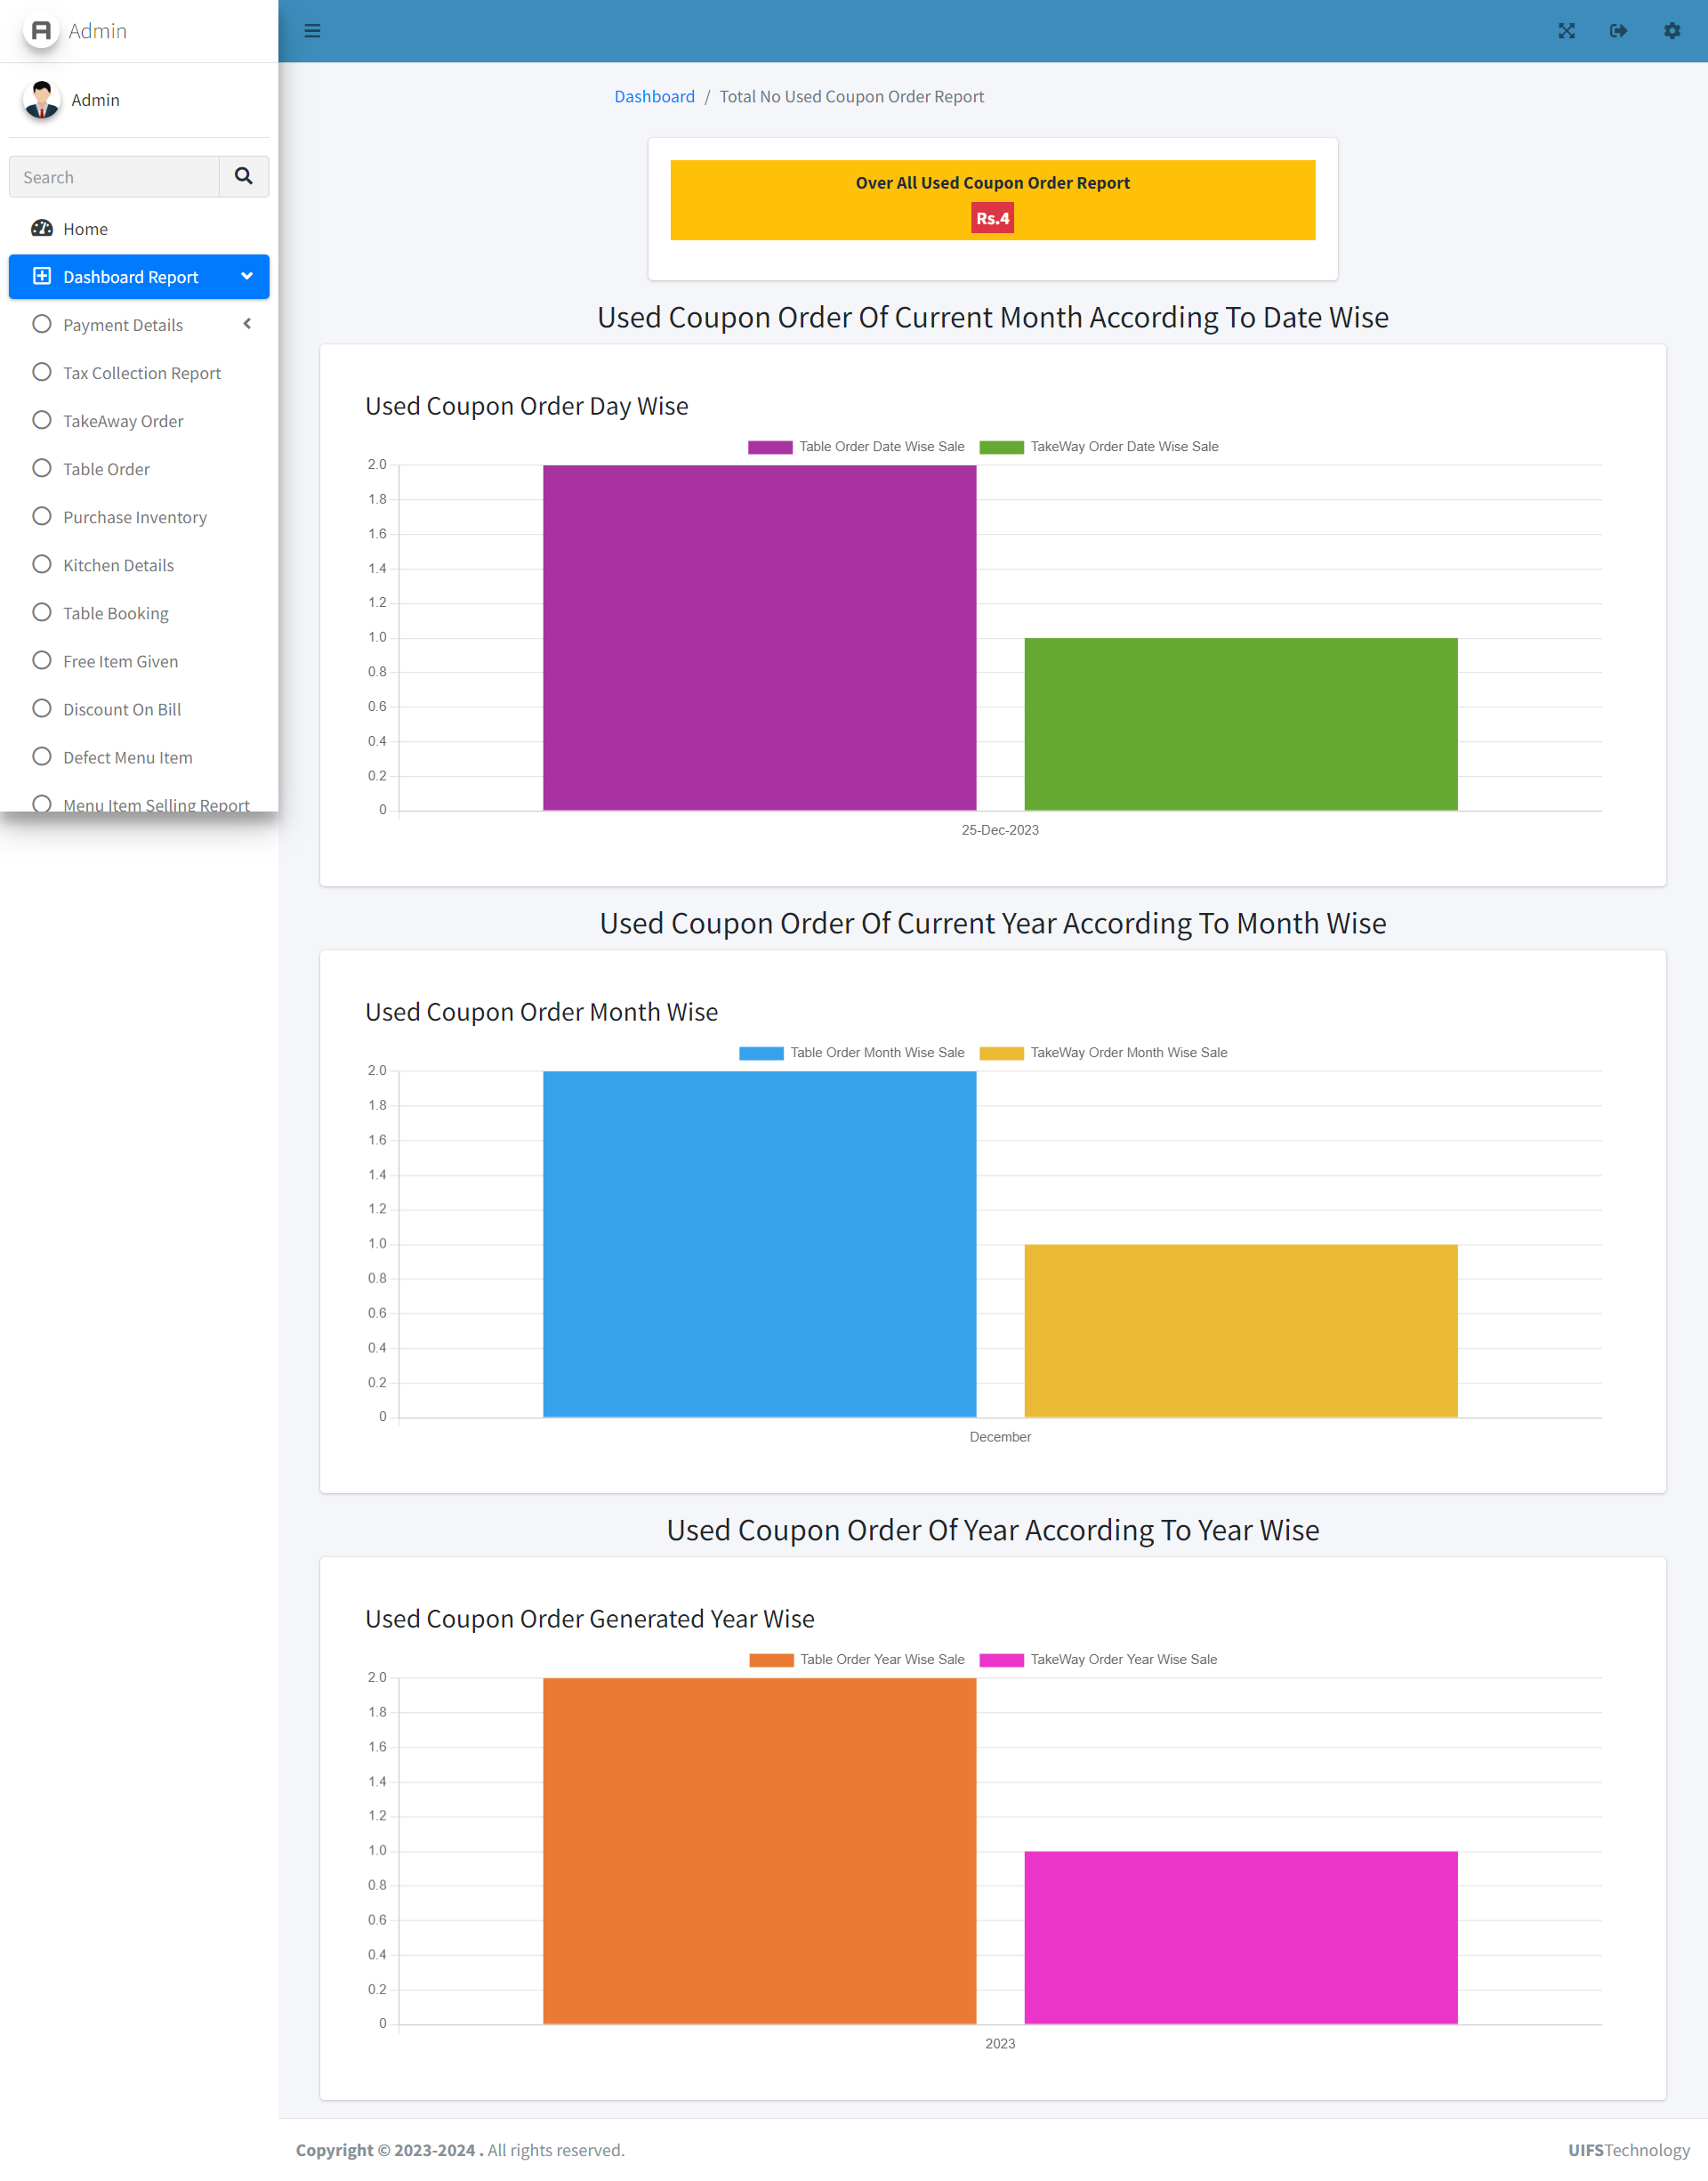 A Admin
Admin
Search
Home
Dashboard Report
Payment Details
Tax Collection Report
TakeAway Order
Table Order
Purchase Inventory
Kitchen Details
Table Booking
Free Item Given
Discount On Bill
Defect Menu Item
Menu Item Selling Report
Dashboard / Total No Used Coupon Order Report
Over All Used Coupon Order Report
Rs.4
Used Coupon Order Of Current Month According To Date Wise
Used Coupon Order Day Wise
Table Order Date Wise Sale TakeWay Order Date Wise Sale
2.0
1.8
1.6
1.4
1.2
1.0
0.8
0.6
0.4
0.2
0
25-Dec-2023
Used Coupon Order Of Current Year According To Month Wise
Used Coupon Order Month Wise
Table Order Month Wise Sale TakeWay Order Month Wise Sale
2.0
1.8
1.6
1.4
1.2
1.0
0.8
0.6
0.4
0.2
0
December
Used Coupon Order Of Year According To Year Wise
Used Coupon Order Generated Year Wise
Table Order Year Wise Sale TakeWay Order Year Wise Sale
2.0
1.8
1.6
1.4
1.2
1.0
0.8
0.6
0.4
0.2
0
2023
Copyright © 2023-2024 . All rights reserved.
UIFSTechnology